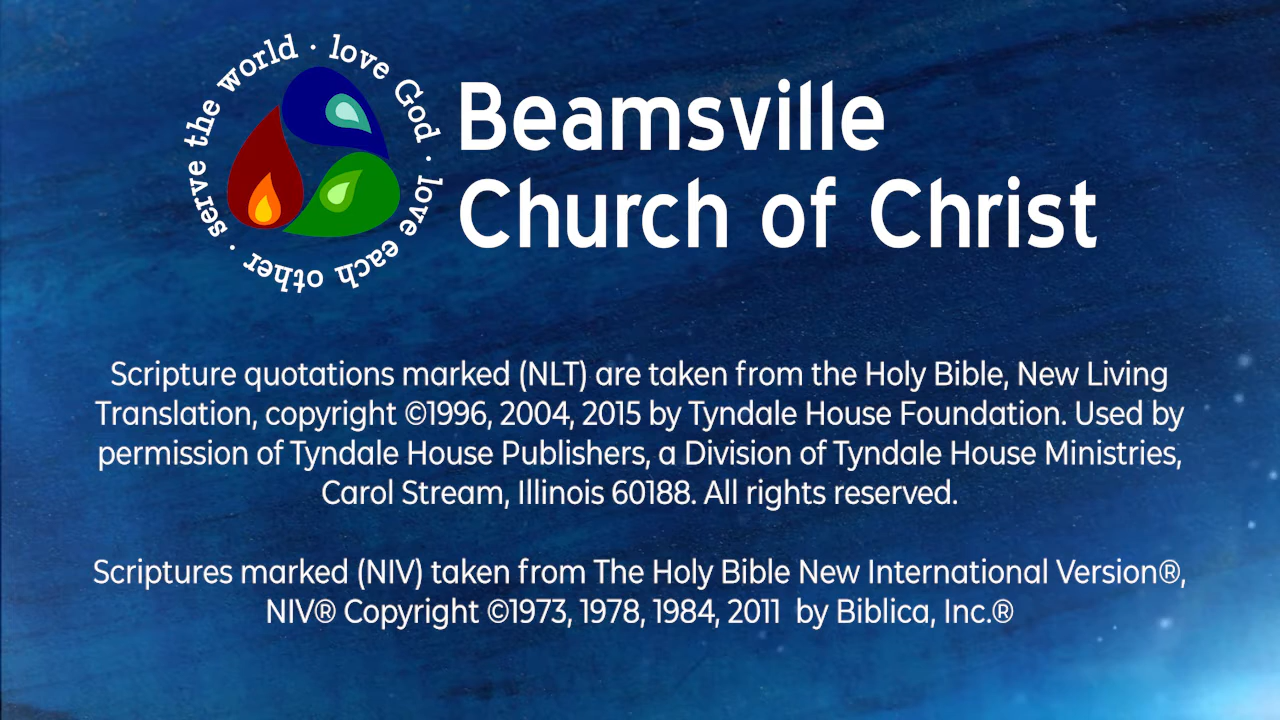 serve the world · love God · love each other ·
Beamsville
Church of Christ
Scripture quotations marked (NLT) are taken from the Holy Bible, New Living
Translation, copyright ©1996, 2004, 2015 by Tyndale House Foundation. Used by
permission of Tyndale House Publishers, a Division of Tyndale House Ministries,
Carol Stream, Illinois 60188. All rights reserved.
Scriptures marked (NIV) taken from The Holy Bible New International Version®,
NIV® Copyright ©1973, 1978, 1984, 2011 by Biblica, Inc.®